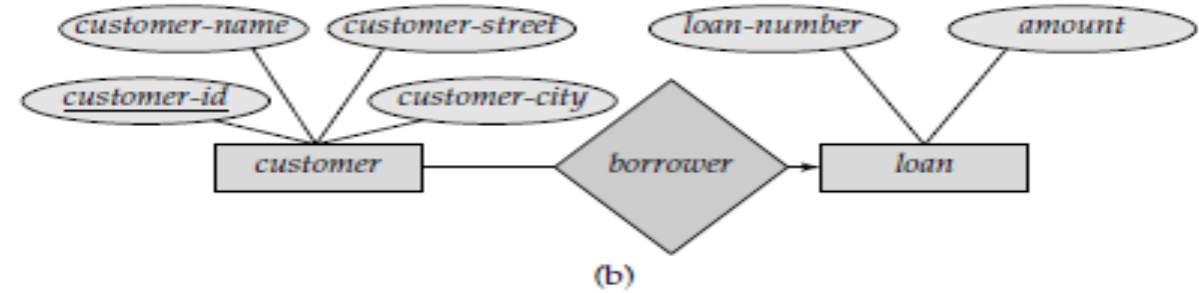 customer-name customer-street loan-number amount
customer-id customer-city
customer borrower loan
(b)